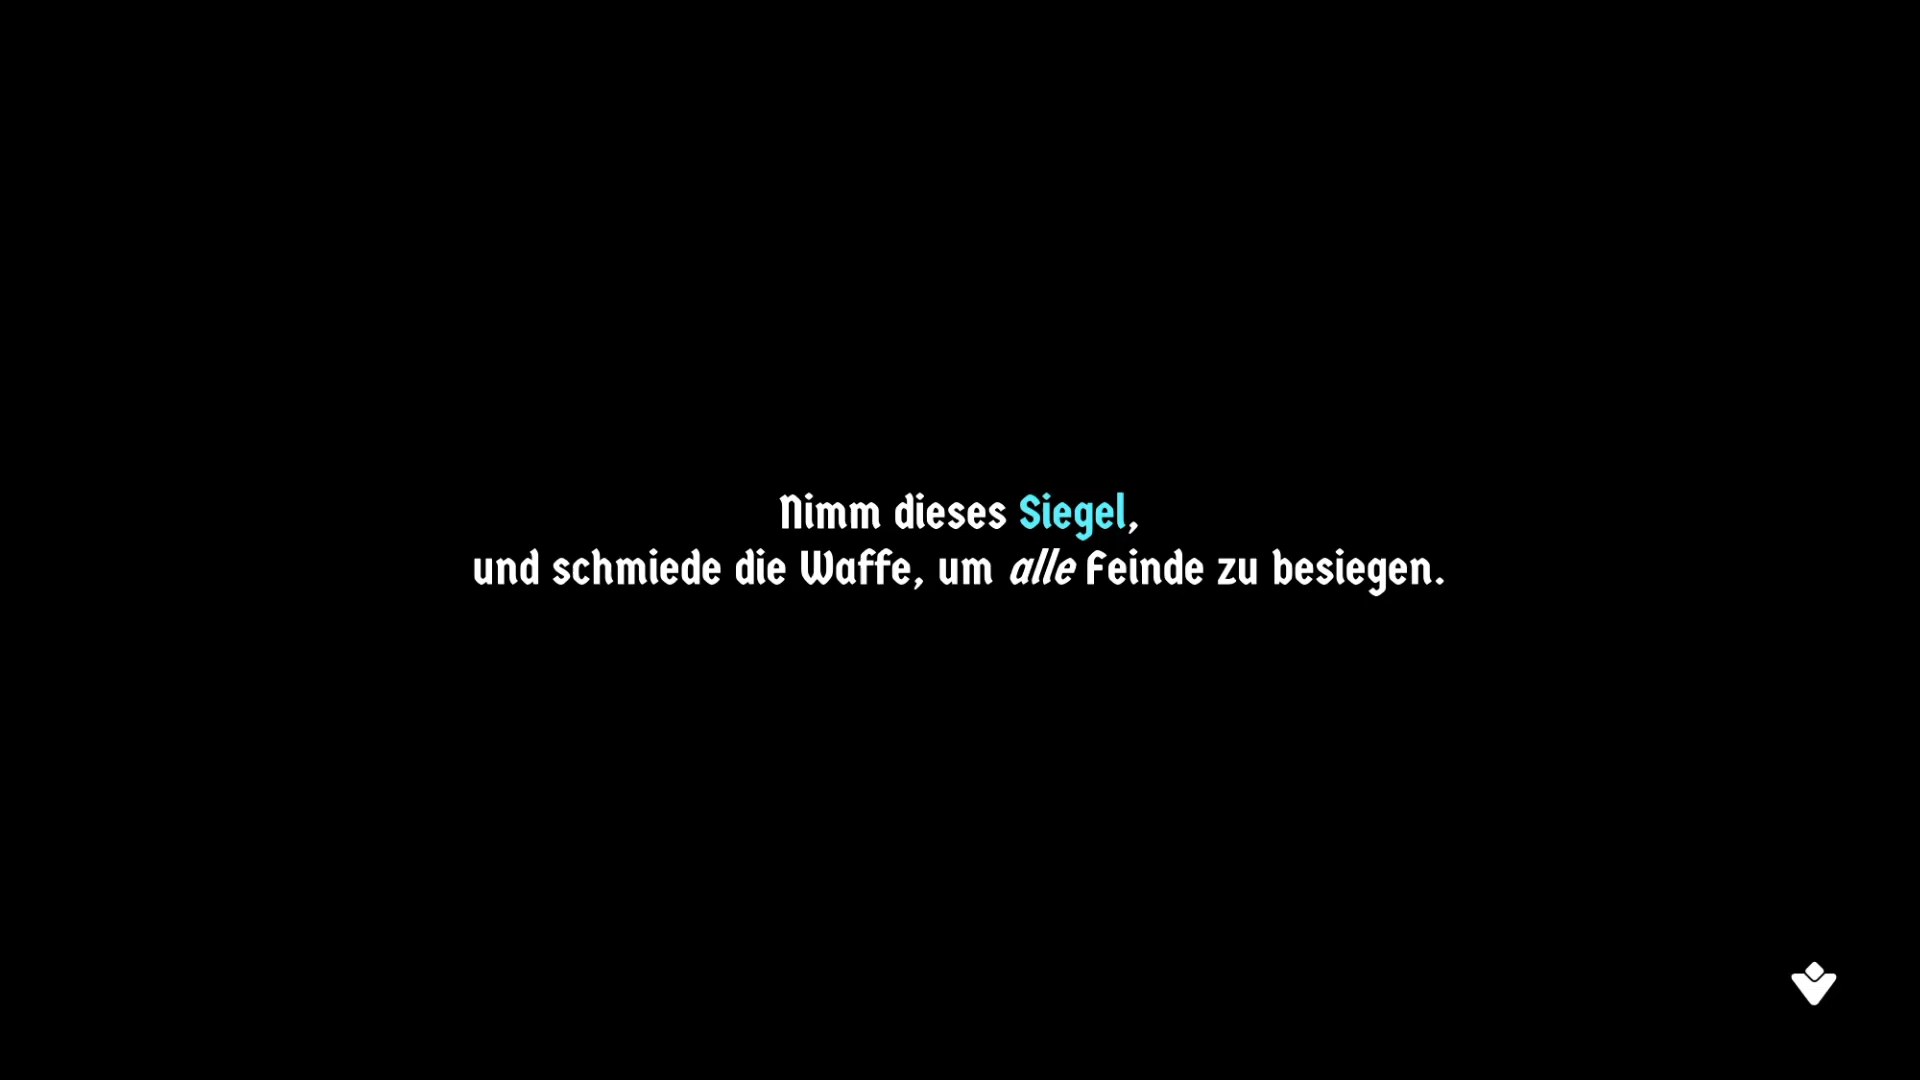 Nimm dieses Siegel,
und schmiede die Waffe, um alle Feinde zu besiegen.